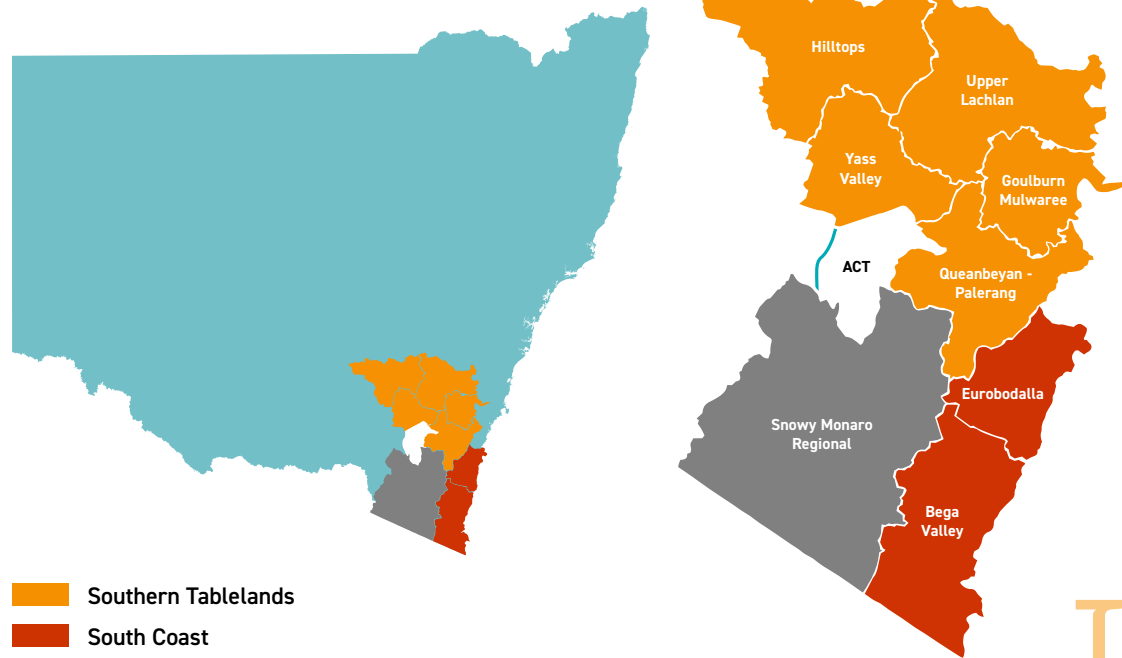 Hilltops
Upper
Lachlan
Yass
Valley
Goulburn
Mulwaree
ACT
Queanbeyan -
Palerang
Eurobodalla
Snowy Monaro
Regional
Bega
Valley
Southern Tablelands
South Coast
T